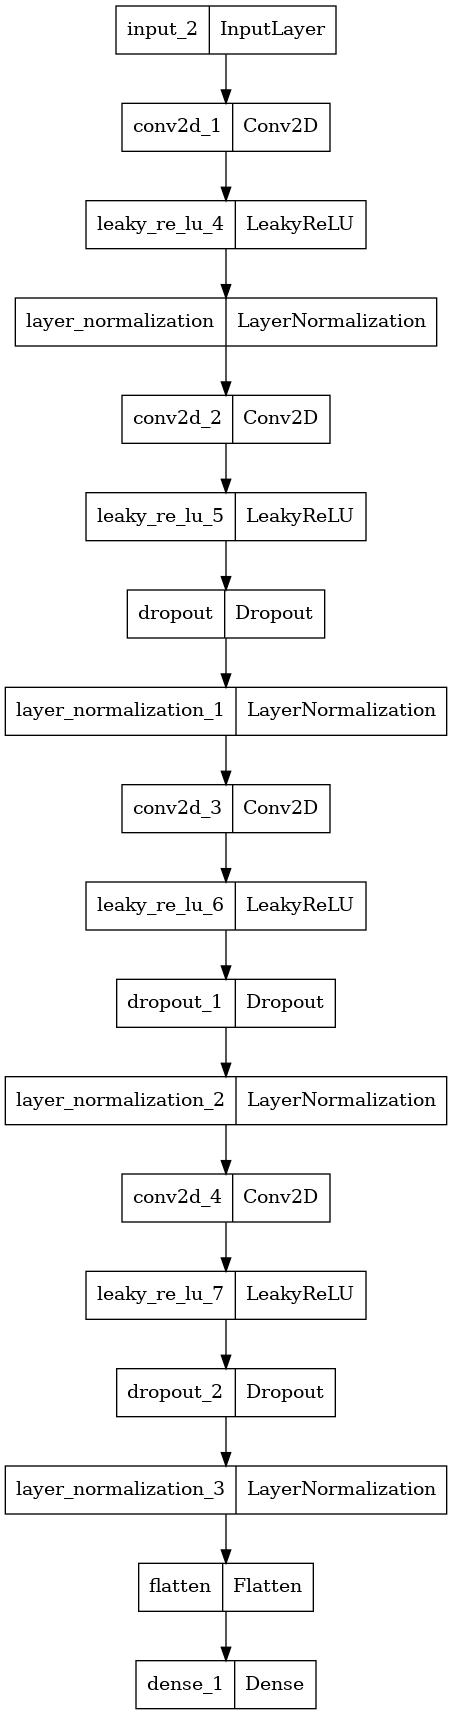 input_2 InputLayer
conv2d_1 Conv2D
leaky_re_lu_4 LeakyReLU
layer_normalization LayerNormalization
conv2d_2 Conv2D
leaky_re_lu_5 LeakyReLU
dropout Dropout
layer_normalization_1 LayerNormalization
conv2d_3 Conv2D
leaky_re_lu_6 LeakyReLU
dropout_1 Dropout
layer_normalization_2 LayerNormalization
conv2d_4 Conv2D
leaky_re_lu_7 LeakyReLU
dropout_2 Dropout
layer_normalization_3 LayerNormalization
flatten Flatten
dense_1 Dense